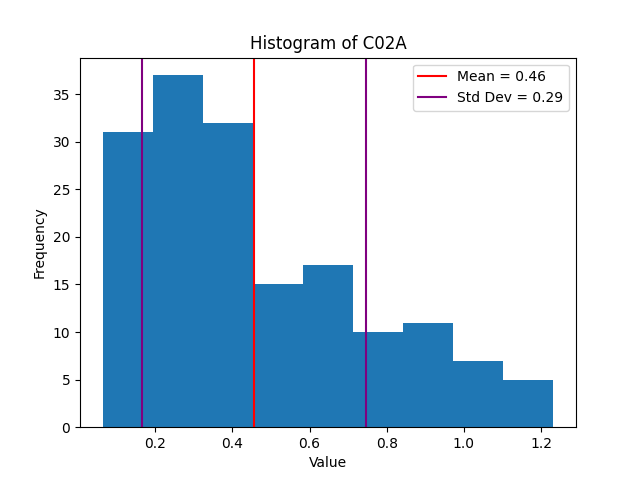 Histogram of C02A
Mean = 0.46
Std Dev = 0.29
35
30
25
20
15
10
5
0
Frequency
0.2 0.4 0.6 0.8 1.0 1.2
Value